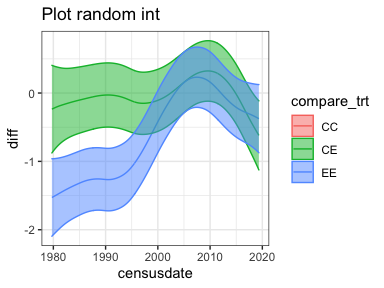 Plot random int
0
-1
-2
diff
1980
1990
2000
2010
2020
censusdate
compare_trt
CC
CE
EE